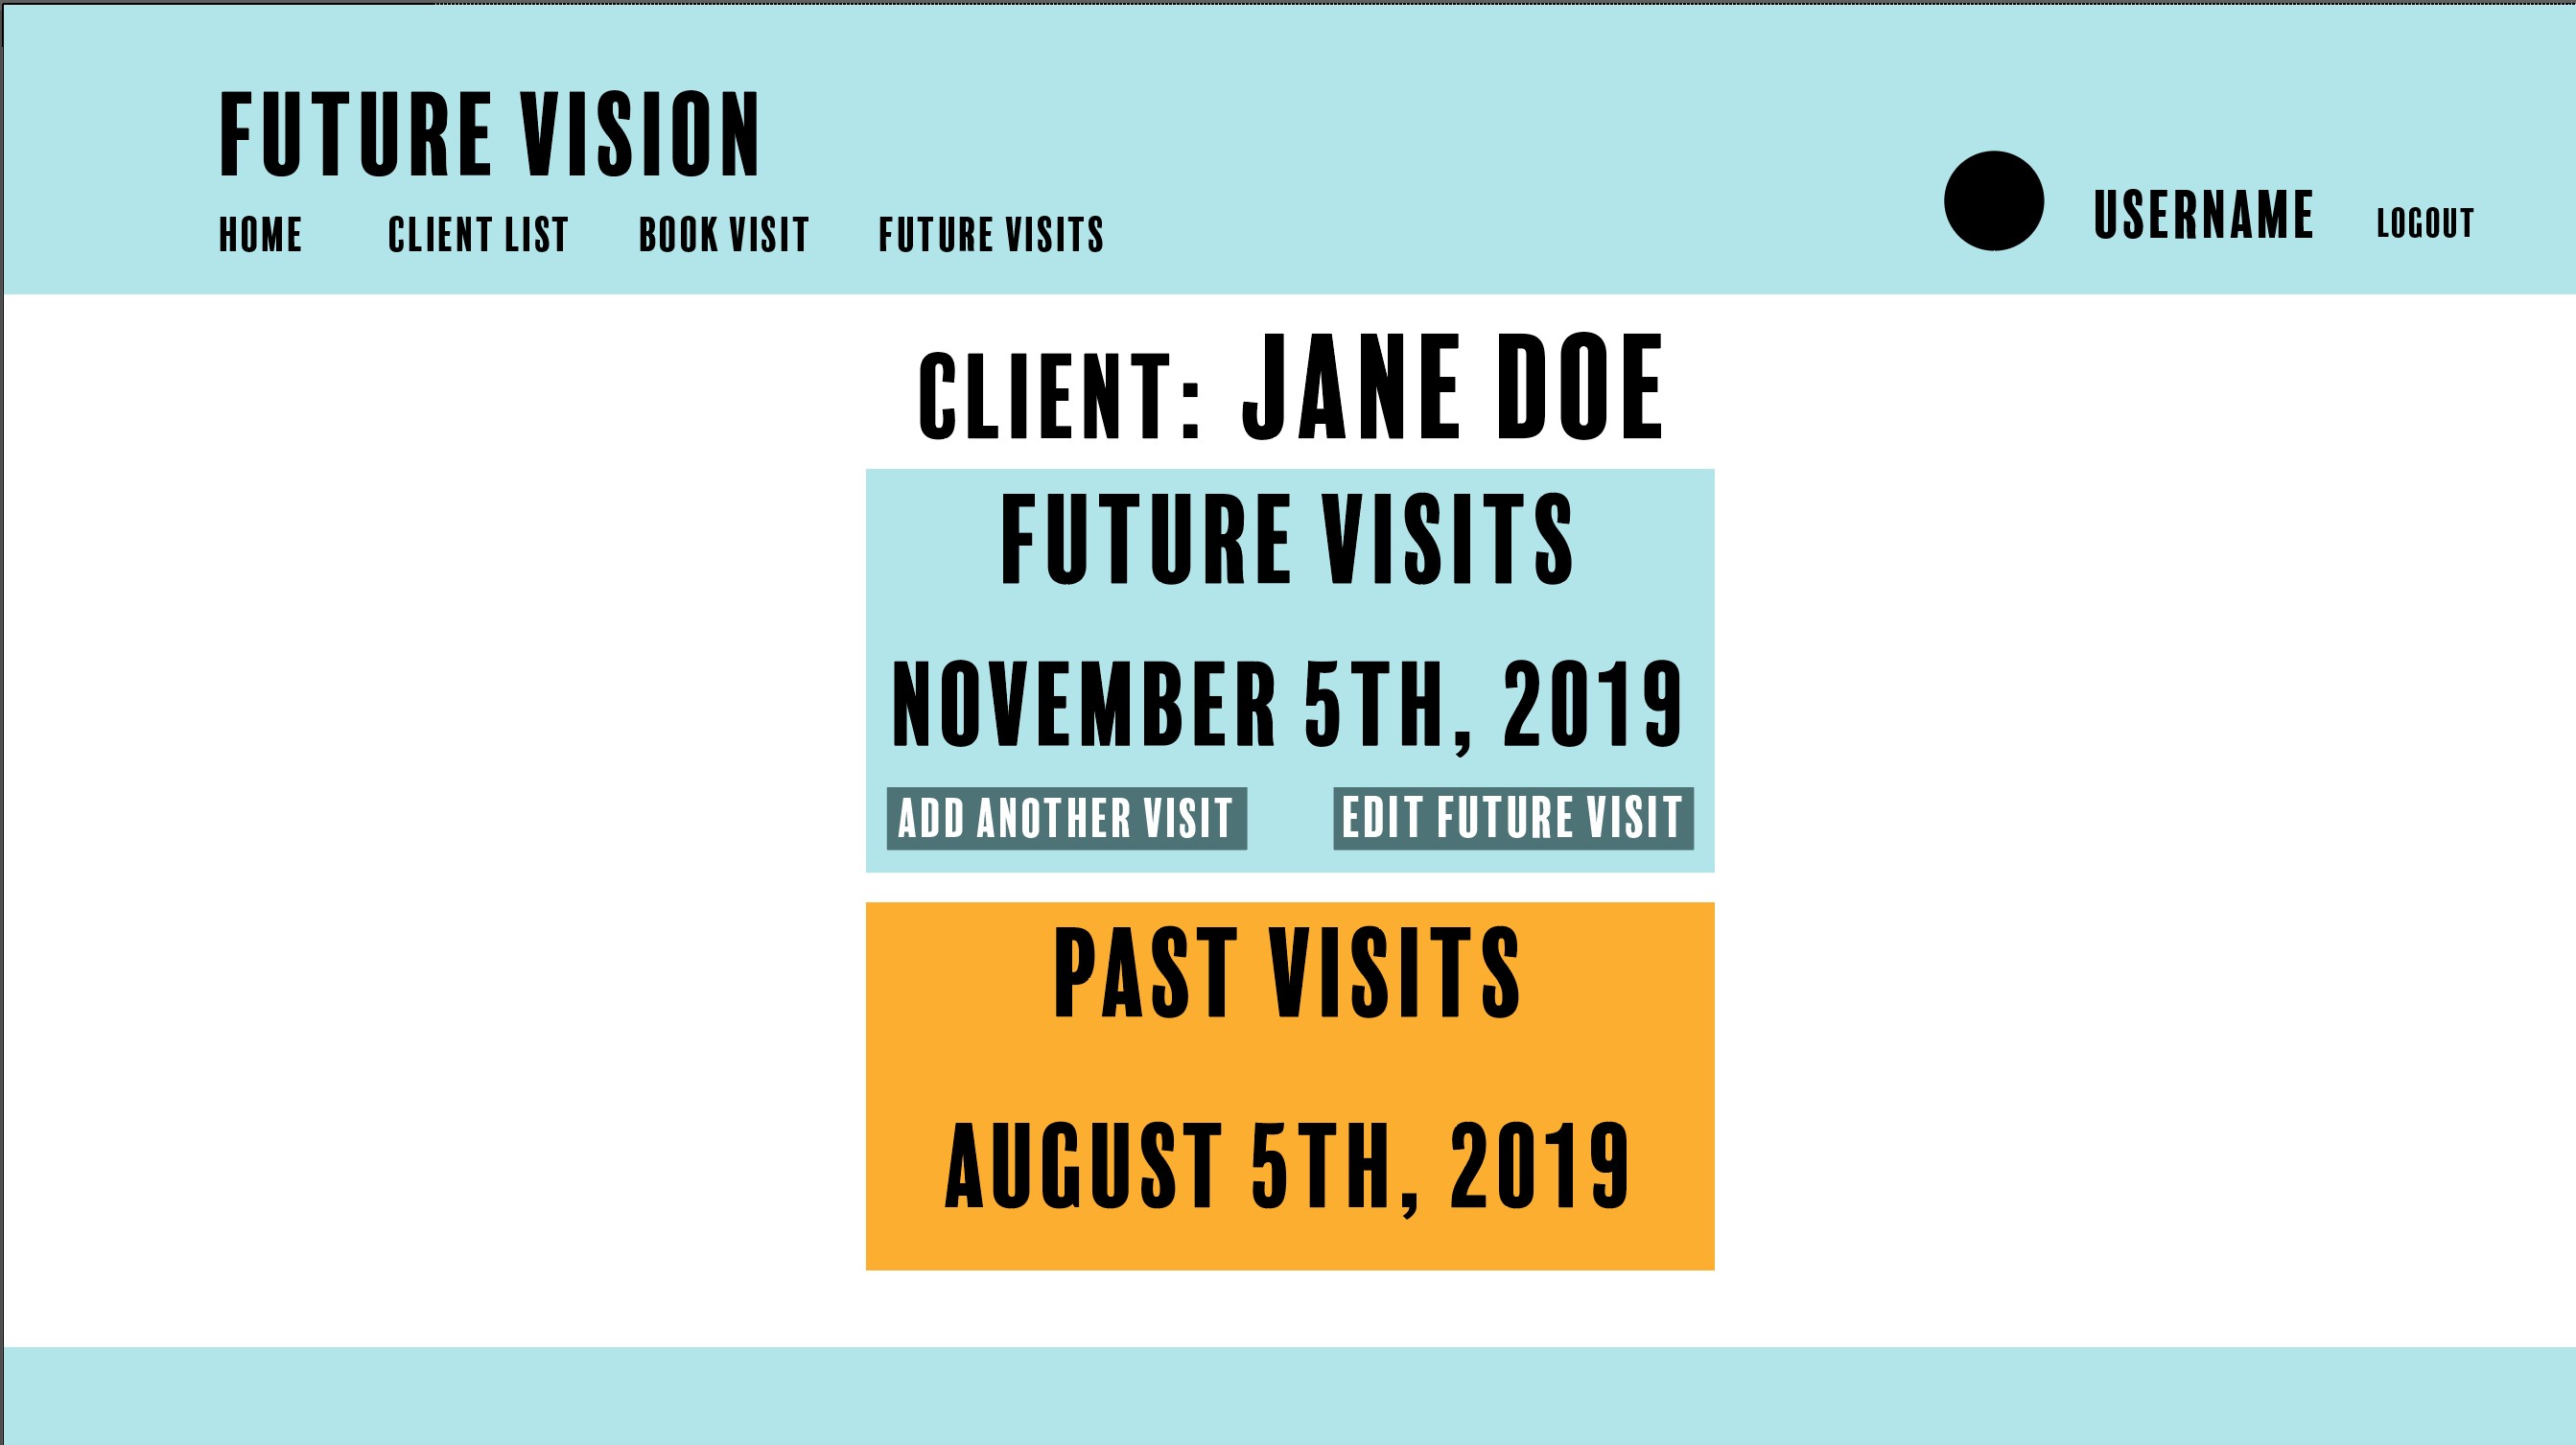 FUTURE VISION
HOME CLIENT LIST BOOK VISIT FUTURE VISITS
USERNAME LOGOUT
CLIENT: JANE DOE
FUTURE VISITS
NOVEMBER 5TH, 2019
ADD ANOTHER VISIT EDIT FUTURE VISIT
PAST VISITS
AUGUST 5TH, 2019